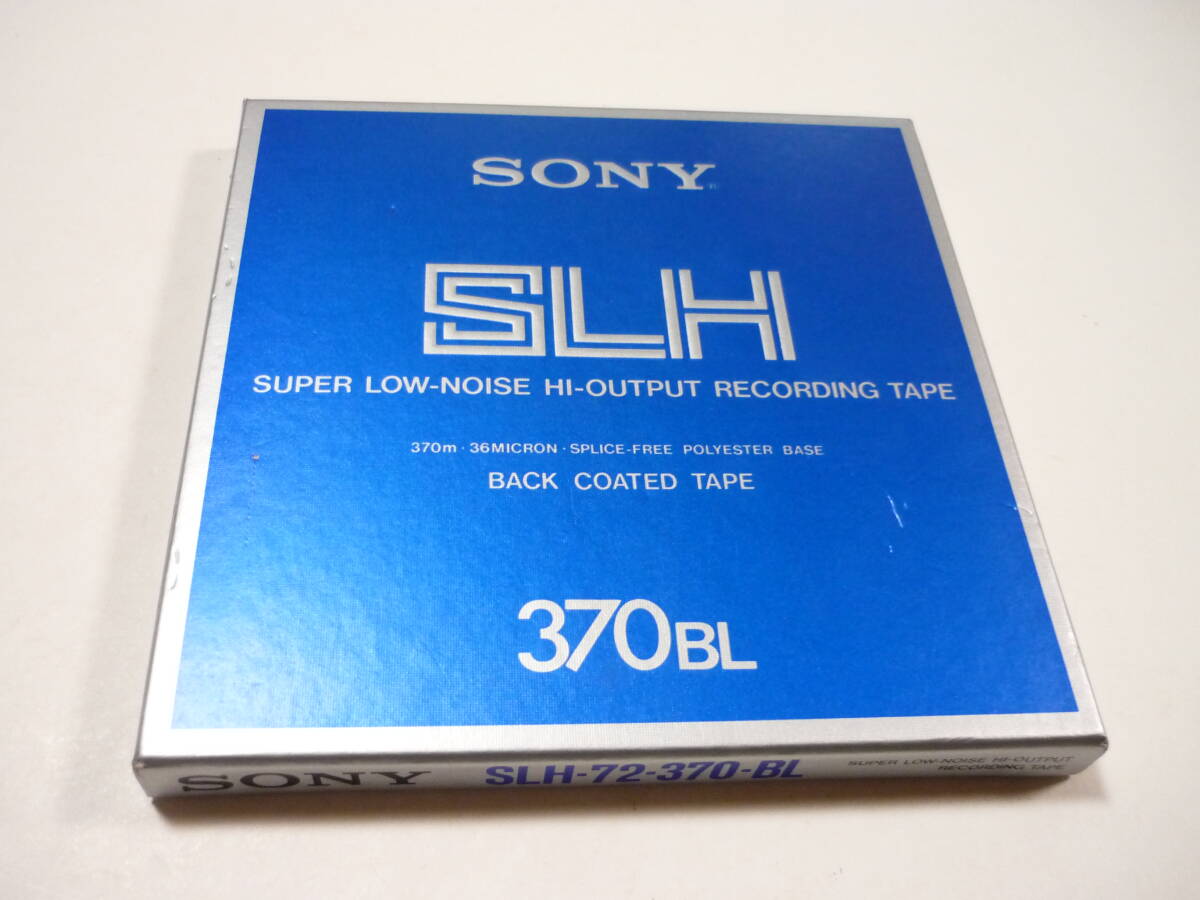 SONY
SLH
SUPER LOW-NOISE HI-OUTPUT RECORDING TAPE
370m · 36MICRON · SPLICE-FREE POLYESTER BASE
BACK COATED TAPE
370BL
SONY SLH-72-370-BL
SUPER LOW-NOISE HI-OUTPUT
RECORDING TAPE